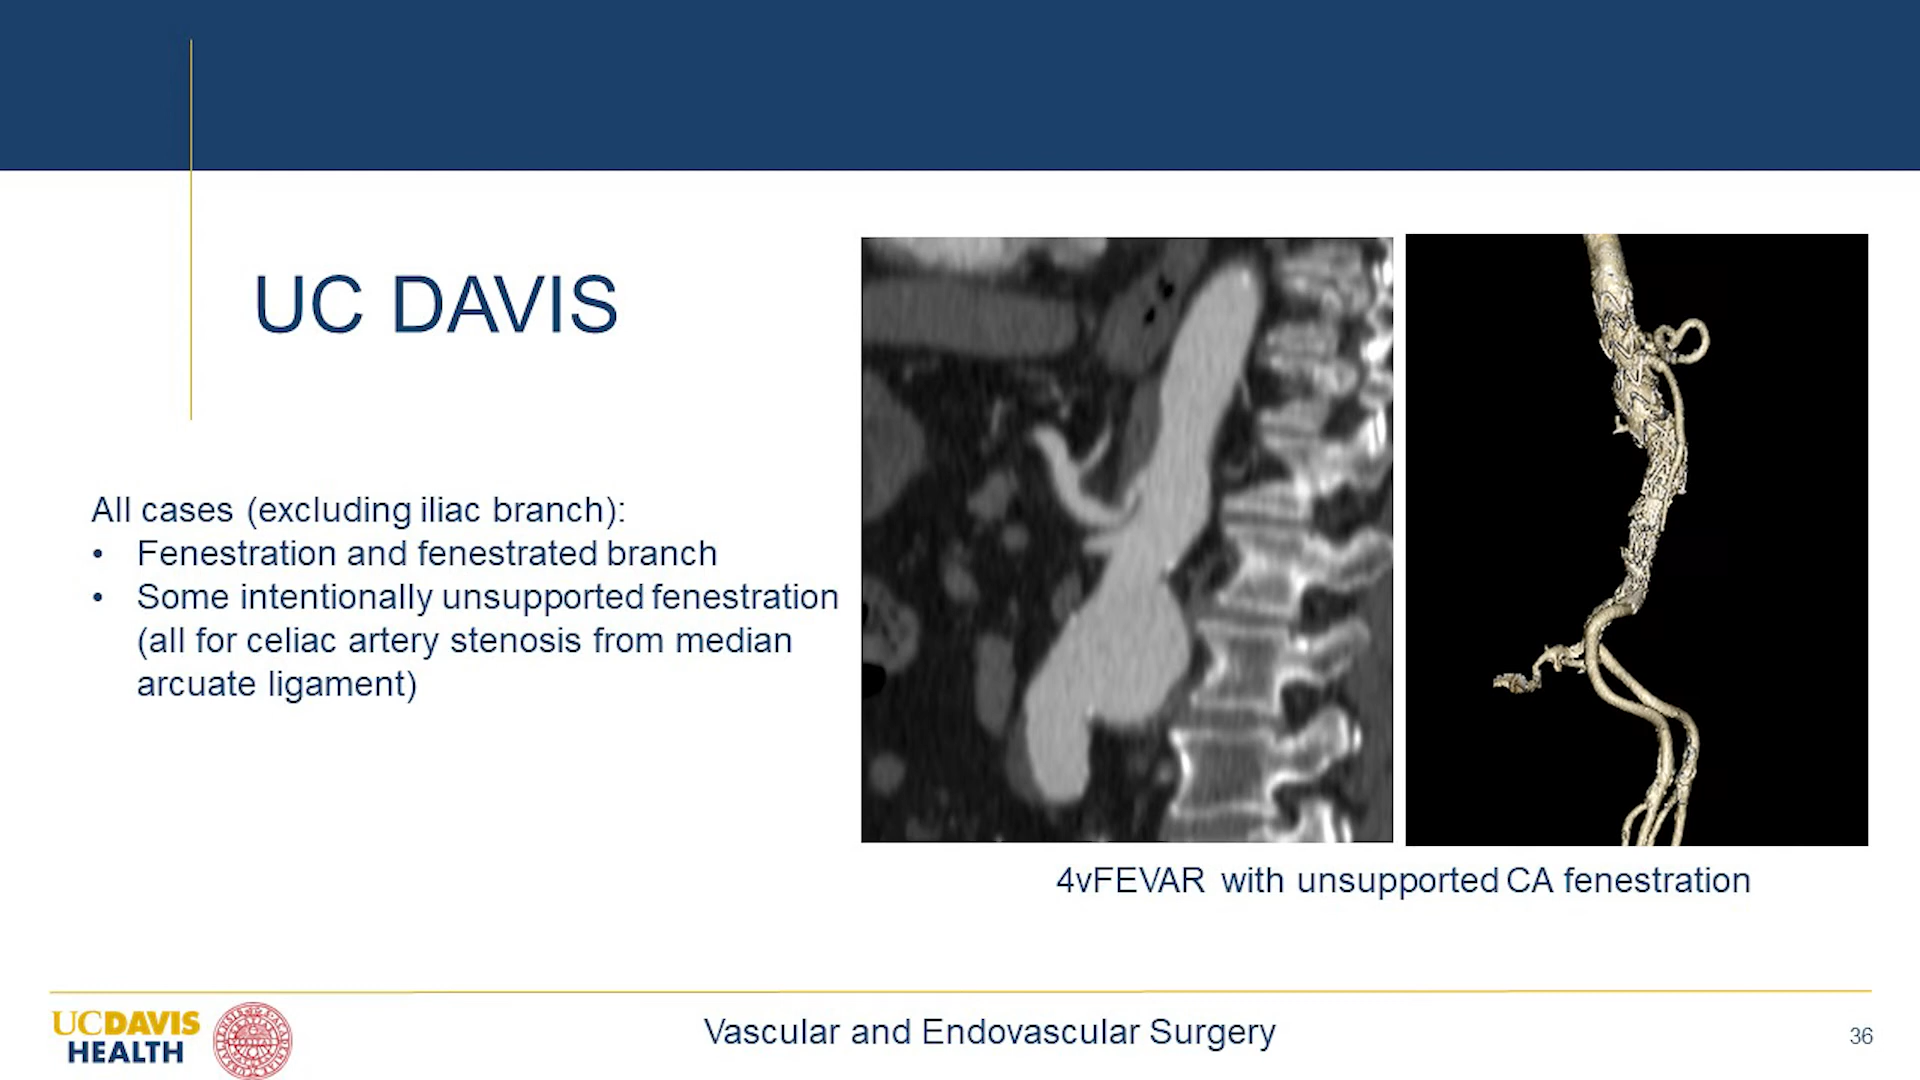 UC DAVIS
All cases (excluding iliac branch):
• Fenestration and fenestrated branch
• Some intentionally unsupported fenestration
(all for celiac artery stenosis from median
arcuate ligament)
4vFEVAR with unsupported CA fenestration
UCDAVIS
HEALTH
Vascular and Endovascular Surgery
36